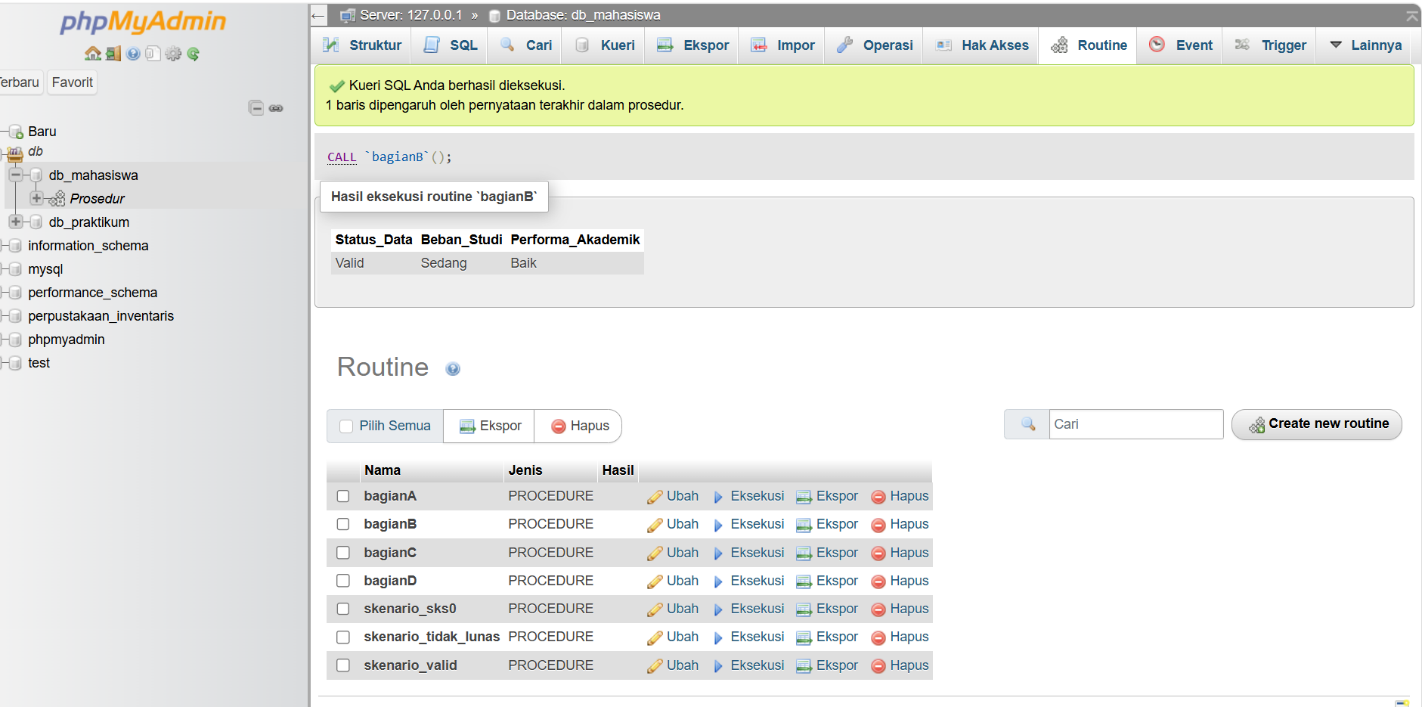 phpMyAdmin
erbaru Favorit
Baru
db
db_mahasiswa
Prosedur
db_praktikum
information_schema
mysql
performance_schema
perpustakaan_inventaris
phpmyadmin
test
Server: 127.0.0.1 » Database: db_mahasiswa
Struktur SQL Cari Kueri Ekspor Impor Operasi Hak Akses Routine Event Trigger Lainnya
Kueri SQL Anda berhasil dieksekusi.
1 baris dipengaruh oleh pernyataan terakhir dalam prosedur.
CALL `bagianB`();
Hasil eksekusi routine `bagianB`
Status_Data Beban_Studi Performa_Akademik
Valid Sedang Baik
Routine
Pilih Semua Ekspor Hapus Cari Create new routine
Nama Jenis Hasil
bagianA PROCEDURE Ubah Eksekusi Ekspor Hapus
bagianB PROCEDURE Ubah Eksekusi Ekspor Hapus
bagianC PROCEDURE Ubah Eksekusi Ekspor Hapus
bagianD PROCEDURE Ubah Eksekusi Ekspor Hapus
skenario_sks0 PROCEDURE Ubah Eksekusi Ekspor Hapus
skenario_tidak_lunas PROCEDURE Ubah Eksekusi Ekspor Hapus
skenario_valid PROCEDURE Ubah Eksekusi Ekspor Hapus